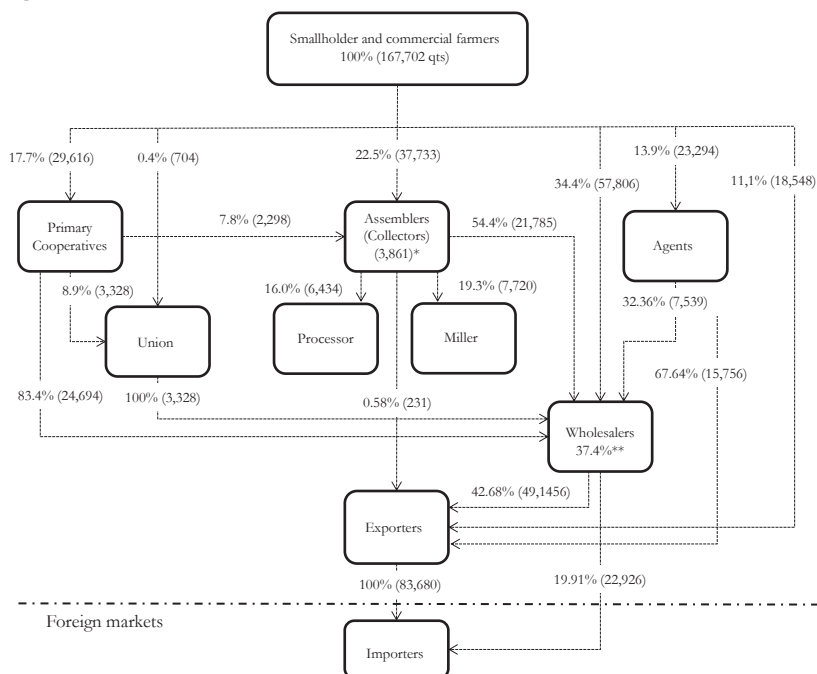 Smallholder and commercial farmers
100% (167,702 qts)
17.7% (29,616)
0.4% (704)
22.5% (37,733)
34.4% (57,806)
13.9% (23,294)
11,1% (18,548)
Primary
Cooperatives
7.8% (2,298)
Assemblers
(Collectors)
(3,861)*
54.4% (21,785)
Agents
8.9% (3,328)
16.0% (6,434)
19.3% (7,720)
32.36% (7,539)
Union
Processor
Miller
67.64% (15,756)
83.4% (24,694)
100% (3,328)
0.58% (231)
Wholesalers
37.4%**
42.68% (49,1456)
Exporters
100% (83,680)
19.91% (22,926)
Foreign markets
Importers